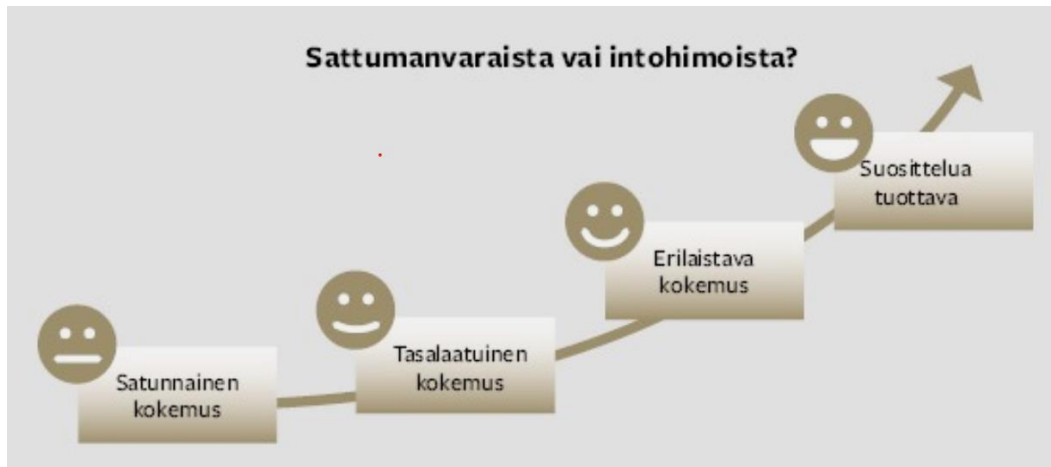 Sattumanvaraista vai intohimoista?
Suosittelua
tuottava
Erilaistava
kokemus
Tasalaatuinen
kokemus
Satunnainen
kokemus